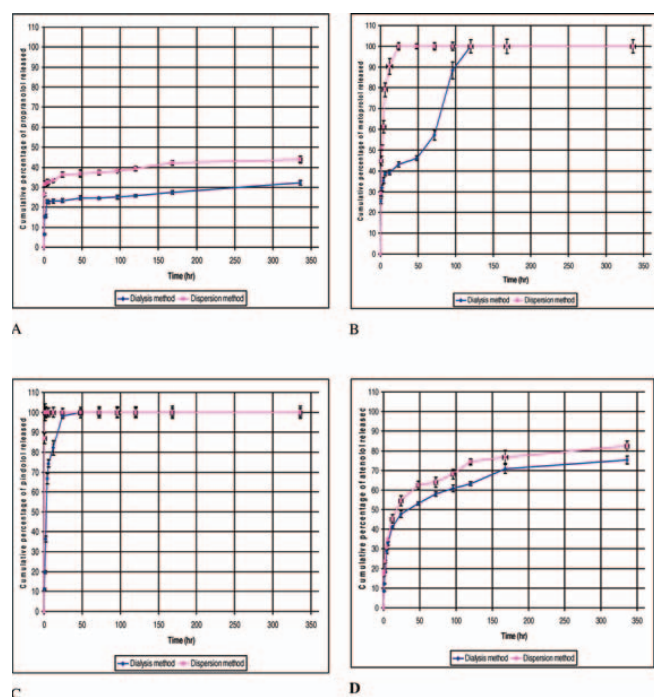 Cumulative percentage of propranolol released
110
100
90
80
70
60
50
40
30
20
10
0
0 50 100 150 200 250 300 350
Time (hr)
Dialysis method Dispersion method
A
Cumulative percentage of metoprolol released
110
100
90
80
70
60
50
40
30
20
10
0
0 50 100 150 200 250 300 350
Time (hr)
Dialysis method Dispersion method
B
Cumulative percentage of pindolol released
110
100
90
80
70
60
50
40
30
20
10
0
0 50 100 150 200 250 300 350
Time (hr)
Dialysis method Dispersion method
C
Cumulative percentage of atenolol released
110
100
90
80
70
60
50
40
30
20
10
0
0 50 100 150 200 250 300 350
Time (hr)
Dialysis method Dispersion method
D